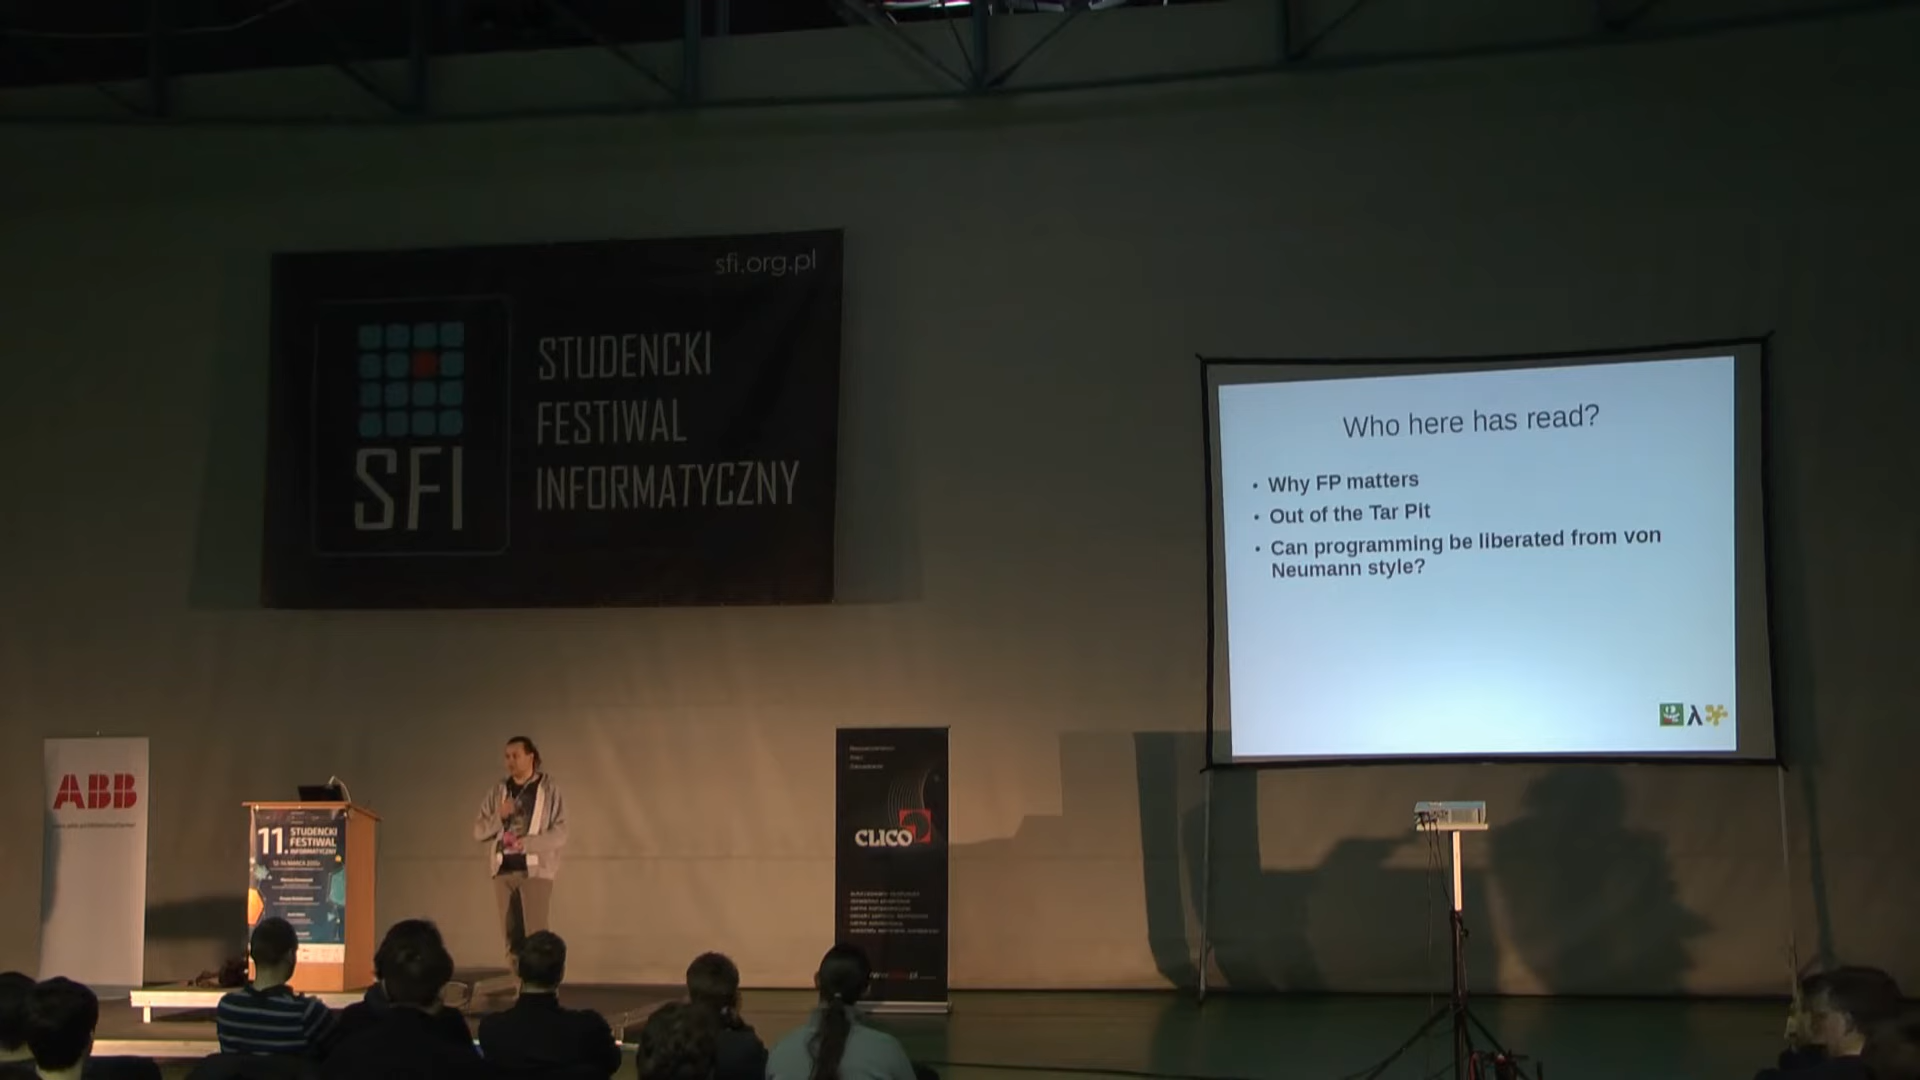 sfi.org.pl
STUDENCKI
FESTIWAL
INFORMATYCZNY
SFI
Who here has read?
• Why FP matters
• Out of the Tar Pit
• Can programming be liberated from von
Neumann style?
λ
ABB
11. STUDENCKI
FESTIWAL
INFORMATYCZNY
CLICO